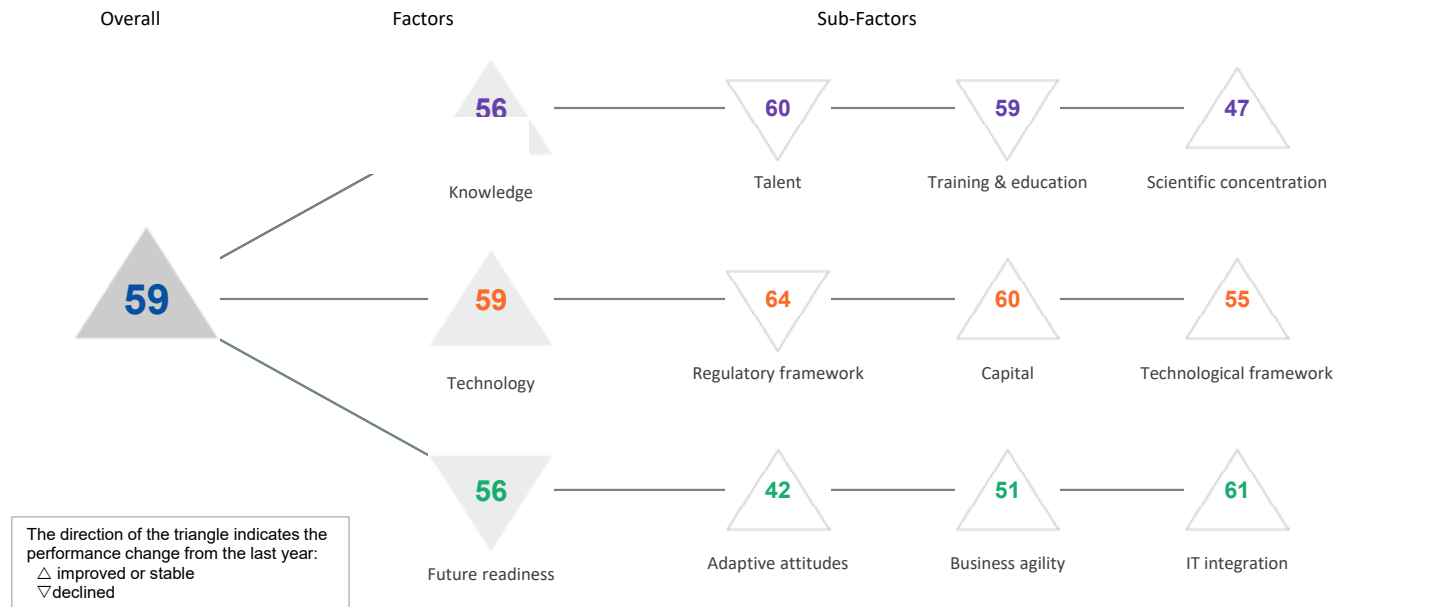 Overall
Factors
Sub-Factors
56
60
59
47
Knowledge
Talent
Training & education
Scientific concentration
59
59
64
60
55
Technology
Regulatory framework
Capital
Technological framework
56
42
51
61
Future readiness
Adaptive attitudes
Business agility
IT integration
The direction of the triangle indicates the
performance change from the last year:
△ improved or stable
▽declined